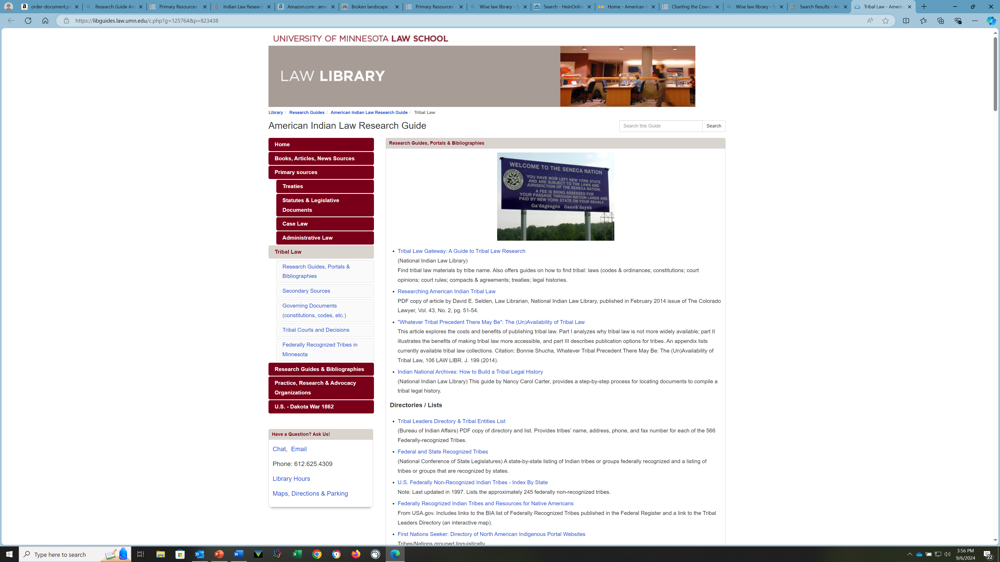 order-document.pd
Research Guide Am
Primary Resources
Indian Law Researc
Amazon.com : ame
Broken landscape :
Primary Resources
Wise law library - S
Search - HeinOnlin
Home - American
Charting the Course
Wise law library - S
Search Results - Ar
Tribal Law - Americ
https://libguides.law.umn.edu/c.php?g=125764&p=823438
UNIVERSITY OF MINNESOTA LAW SCHOOL
LAW LIBRARY
Library / Research Guides / American Indian Law Research Guide / Tribal Law
American Indian Law Research Guide
Search this Guide
Search
Home
Books, Articles, News Sources
Primary sources
Treaties
Statutes & Legislative
Documents
Case Law
Administrative Law
Tribal Law
Research Guides, Portals &
Bibliographies
Secondary Sources
Governing Documents
(constitutions, codes, etc.)
Tribal Courts and Decisions
Federally Recognized Tribes in
Minnesota
Research Guides & Bibliographies
Practice, Research & Advocacy
Organizations
U.S. - Dakota War 1862
Have a Question? Ask Us!
Chat, Email
Phone: 612.625.4309
Library Hours
Maps, Directions & Parking
Research Guides, Portals & Bibliographies
WELCOME TO THE SENECA NATION
YOU HAVE NOW LEFT NEW YORK STATE
AND ARE SUBJECT TO THE LAWS AND
JURISDICTION OF THE SENECA NATION.
A FEE IS BEING ASSESSED FOR
YOUR PASSAGE THROUGH NATION LANDS AND
PAID BY NEW YORK STATE ON YOUR BEHALF.
Ga'dägësgëö Ganok'dayëh
• Tribal Law Gateway: A Guide to Tribal Law Research
(National Indian Law Library)
Find tribal law materials by tribe name. Also offers guides on how to find tribal: laws (codes & ordinances; constitutions; court
opinions; court rules; compacts & agreements; treaties; legal histories.
• Researching American Indian Tribal Law
PDF copy of article by David E. Selden, Law Librarian, National Indian Law Library, published in February 2014 issue of The Colorado
Lawyer, Vol. 43, No. 2, pg. 51-54.
• "Whatever Tribal Precedent There May Be": The (Un)Availability of Tribal Law
This article explores the costs and benefits of publishing tribal law. Part I analyzes why tribal law is not more widely available; part II
illustrates the benefits of making tribal law more accessible, and part III describes publication options for tribes. An appendix lists
currently available tribal law collections. Citation: Bonnie Shucha, Whatever Tribal Precedent There May Be: The (Un)Availability of
Tribal Law, 106 LAW LIBR. J. 199 (2014).
• Indian National Archives: How to Build a Tribal Legal History
(National Indian Law Library) This guide by Nancy Carol Carter, provides a step-by-step process for locating documents to compile a
tribal legal history.
Directories / Lists
• Tribal Leaders Directory & Tribal Entities List
(Bureau of Indian Affairs) PDF copy of directory and list. Provides tribes’ name, address, phone, and fax number for each of the 566
Federally-recognized Tribes.
• Federal and State Recognized Tribes
(National Conference of State Legislatures) A state-by-state listing of Indian tribes or groups federally recognized and a listing of
tribes or groups that are recognized by states.
• U.S. Federally Non-Recognized Indian Tribes - Index By State
Note: Last updated in 1997. Lists the approximately 245 federally non-recognized tribes.
• Federally Recognized Indian Tribes and Resources for Native Americans
From USA.gov. Includes links to the BIA list of Federally Recognized Tribes published in the Federal Register and a link to the Tribal
Leaders Directory (an interactive map).
• First Nations Seeker: Directory of North American Indigenous Portal Websites
Tribes/Nations grouped linguistically
Type here to search
3:56 PM
9/6/2024
22